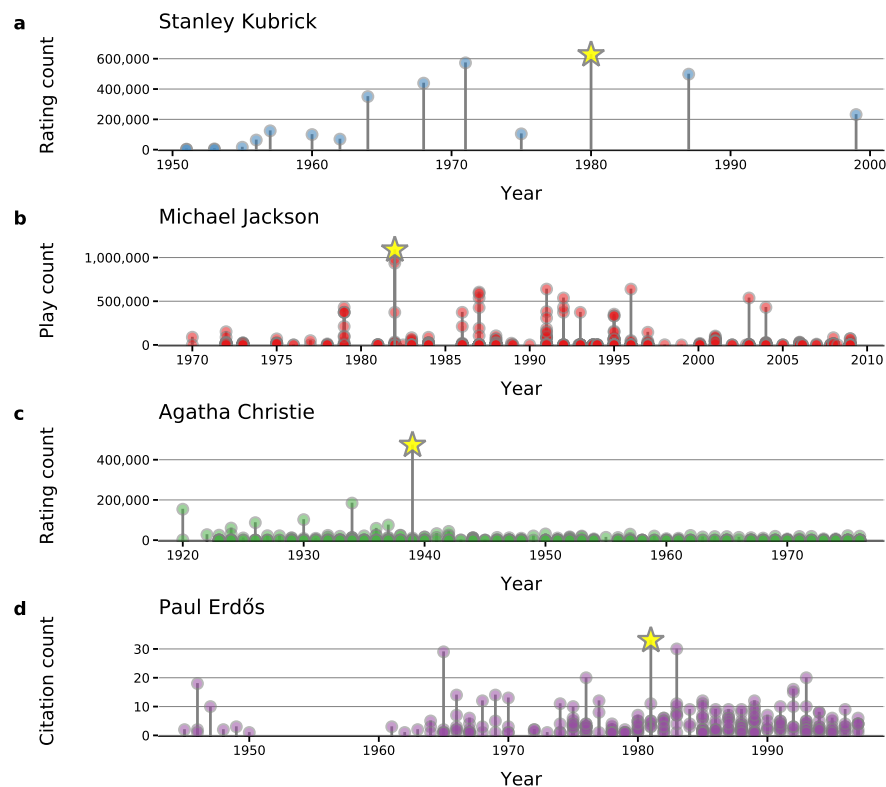 a Stanley Kubrick
Rating count
600,000
400,000
200,000
0
1950 1960 1970 1980 1990 2000
Year
b Michael Jackson
Play count
1,000,000
500,000
0
1970 1975 1980 1985 1990 1995 2000 2005 2010
Year
c Agatha Christie
Rating count
400,000
200,000
0
1920 1930 1940 1950 1960 1970
Year
d Paul Erdős
Citation count
30
20
10
0
1950 1960 1970 1980 1990
Year